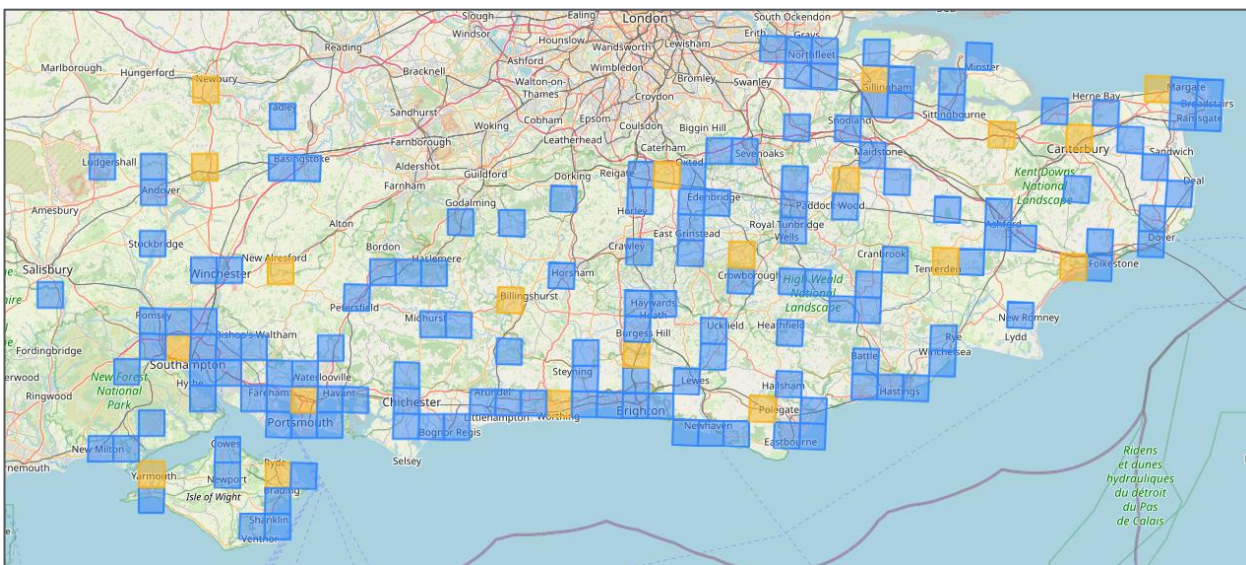 London
Slough
Ealing
South Ockendon
Grays
Windsor
Hounslow
Wandsworth
Lewisham
Erith
Reading
Wimbledon
Northfleet
Marlborough
Hungerford
Newbury
Bracknell
Ashford
Bromley
Swanley
Minster
Walton-on-
Thames
Croydon
Gillingham
Herne Bay
Margate
Broadstairs
Ramsgate
Tadley
Sandhurst
Cobham
Epsom
Coulsdon
Biggin Hill
Snodland
Sittingbourne
Woking
Farnborough
Leatherhead
Caterham
Sevenoaks
Maidstone
Canterbury
Sandwich
Ludgershall
Basingstoke
Aldershot
Guildford
Dorking
Reigate
Oxted
Kent Downs
National
Landscape
Deal
Andover
Farnham
Edenbridge
Paddock Wood
Amesbury
Godalming
Horley
Alton
East Grinstead
Royal Tunbridge
Wells
Ashford
Stockbridge
Bordon
Crawley
Dover
Salisbury
Winchester
New Alresford
Haslemere
Horsham
Crowborough
Cranbrook
Tenterden
Folkestone
High Weald
National
Landscape
Petersfield
Billingshurst
Haywards
Heath
Romsey
Midhurst
Uckfield
Heathfield
New Romney
Bishop's Waltham
Burgess Hill
Rye
Lydd
Fordingbridge
Southampton
Winchelsea
Battle
Ringwood
New Forest
National
Park
Hythe
Waterlooville
Steyning
Lewes
Hailsham
Fareham
Havant
Chichester
Arundel
Hastings
Portsmouth
Littlehampton
Worthing
Brighton
Polegate
Bognor Regis
Newhaven
Eastbourne
New Milton
Cowes
Selsey
Yarmouth
Newport
Ryde
Isle of Wight
Brading
Shanklin
Ventnor
Ridens
et dunes
hydrauliques
du détroit
du Pas
de Calais